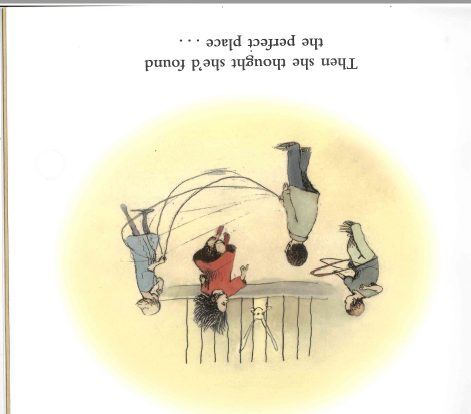 Then she thought she'd found
the perfect place . . .